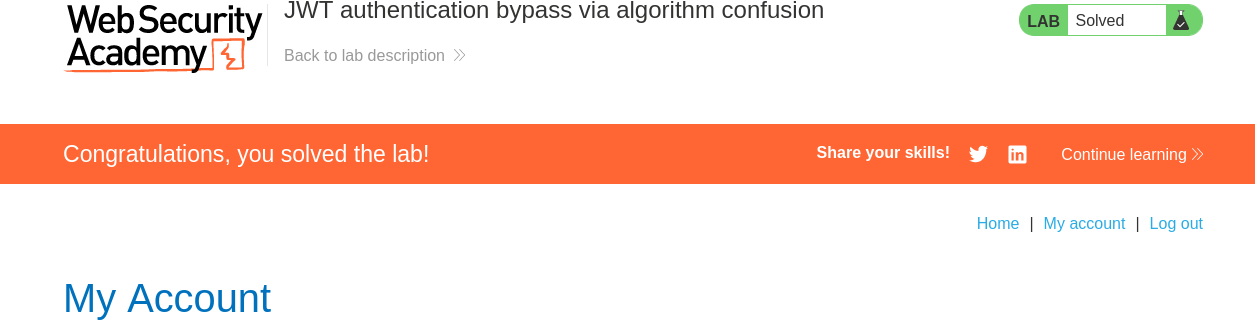 Web Security
Academy
JWT authentication bypass via algorithm confusion
Back to lab description
LAB Solved
Congratulations, you solved the lab!
Share your skills!
Continue learning
Home | My account | Log out
My Account